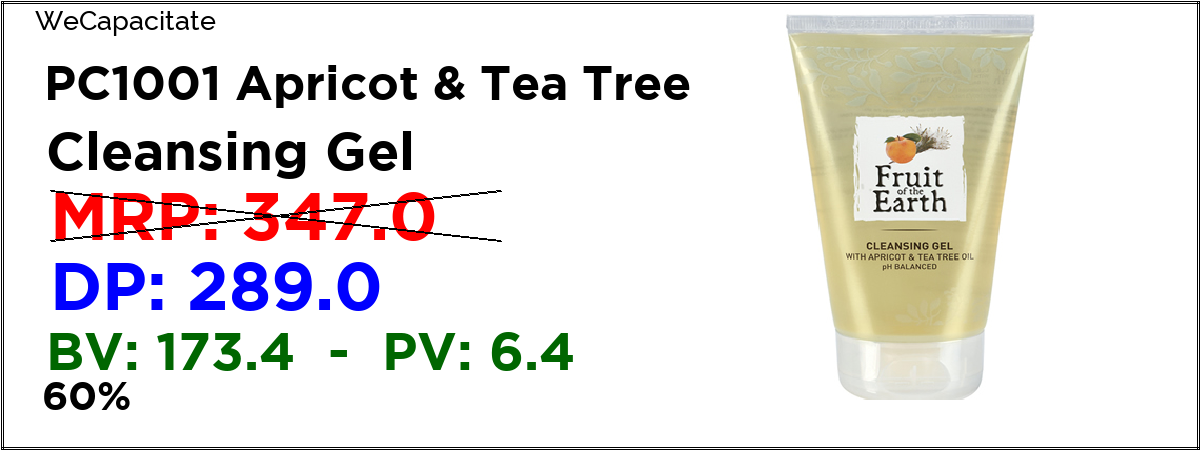 WeCapacitate
PC1001 Apricot & Tea Tree
Cleansing Gel
MRP: 347.0
DP: 289.0
BV: 173.4 - PV: 6.4
60%
Fruit
of the
Earth
CLEANSING GEL
WITH APRICOT & TEA TREE OIL
pH BALANCED